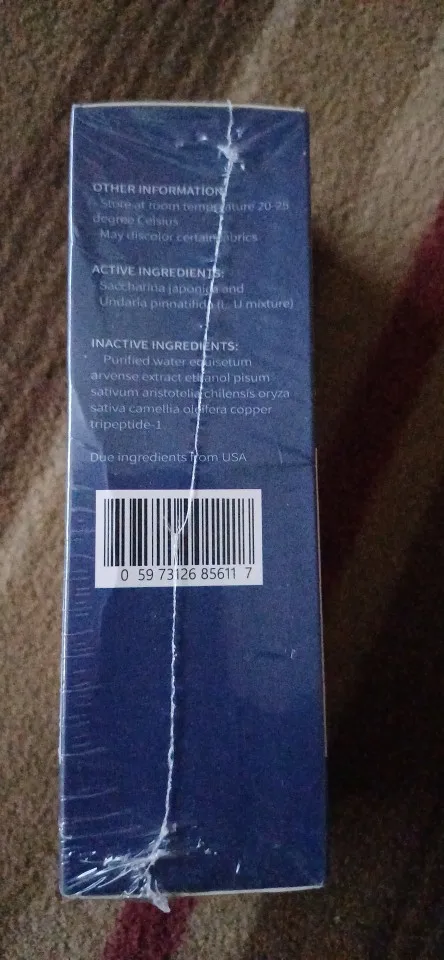 OTHER INFORMATION
- Store at room temperature 20-25
degree Celsius
- May discolor certain fabrics
ACTIVE INGREDIENTS:
Saccharina japonica and
Undaria pinnatifida (L. U mixture)
INACTIVE INGREDIENTS:
Purified water equisetum
arvense extract ethanol pisum
sativum aristotelia chilensis oryza
sativa camellia oleifera copper
tripeptide-1.
Due ingredients from USA
0 59 73126 85611 7